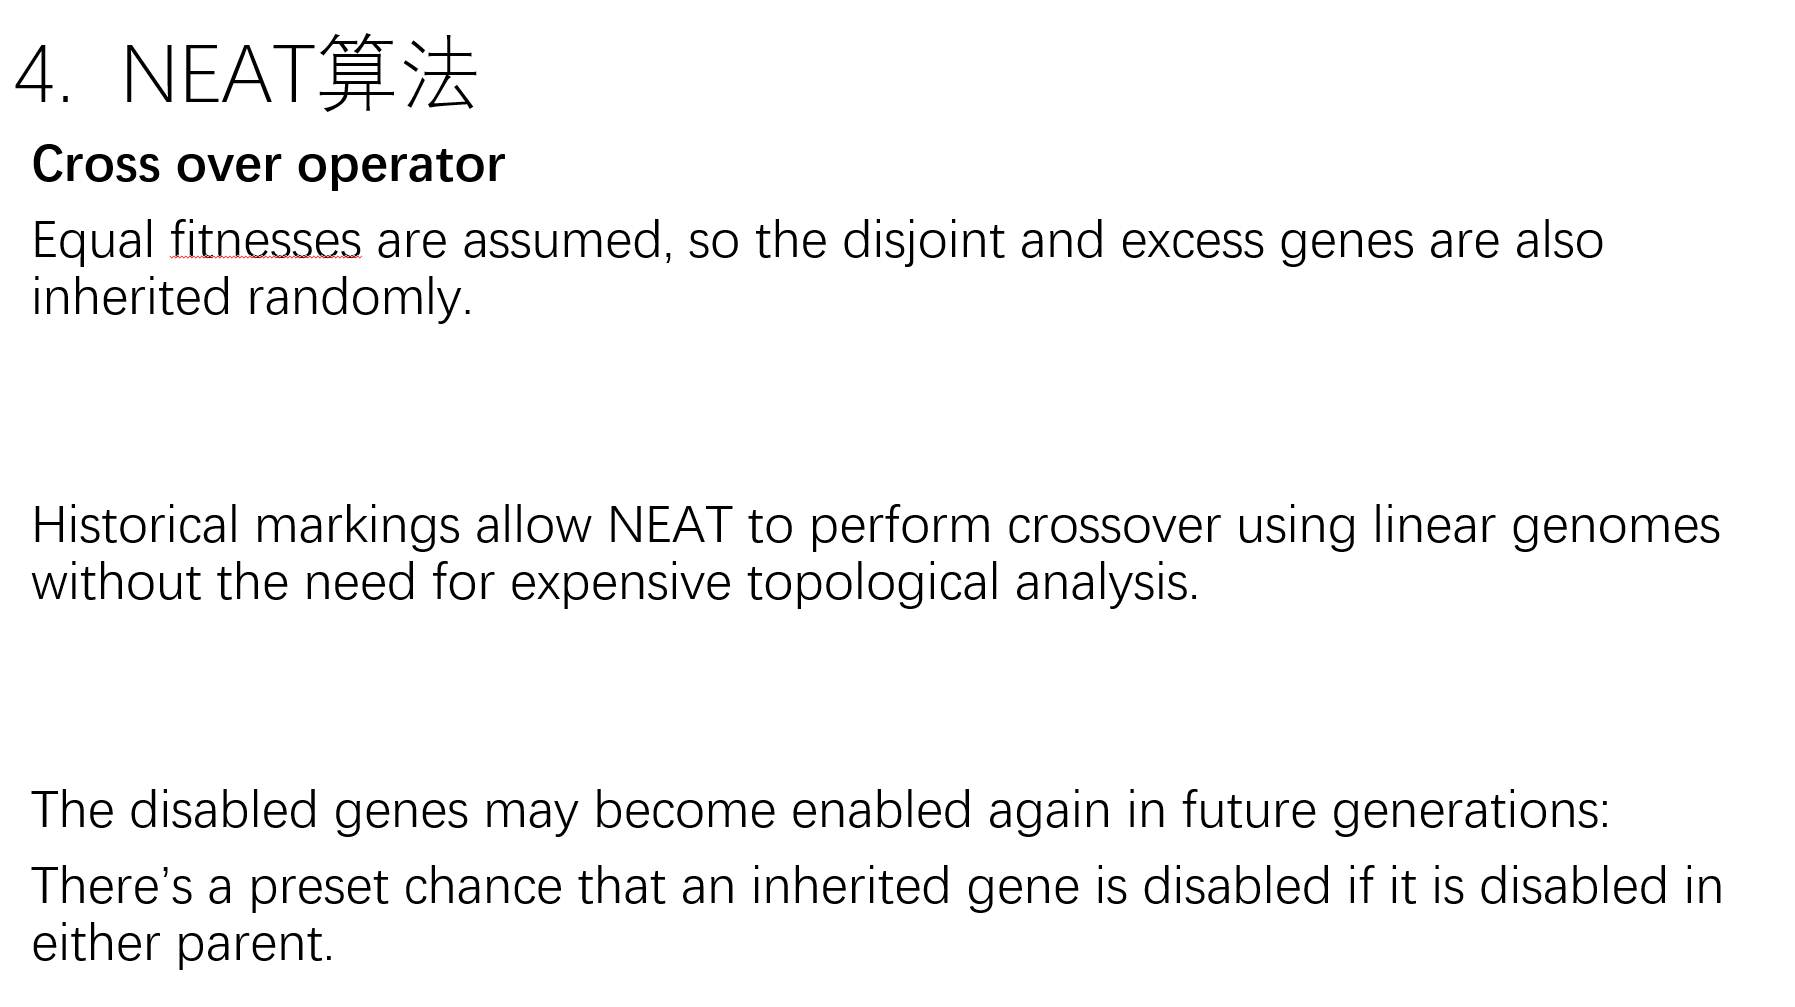 4. NEAT算法
Cross over operator
Equal fitnesses are assumed, so the disjoint and excess genes are also
inherited randomly.
Historical markings allow NEAT to perform crossover using linear genomes
without the need for expensive topological analysis.
The disabled genes may become enabled again in future generations:
There’s a preset chance that an inherited gene is disabled if it is disabled in
either parent.